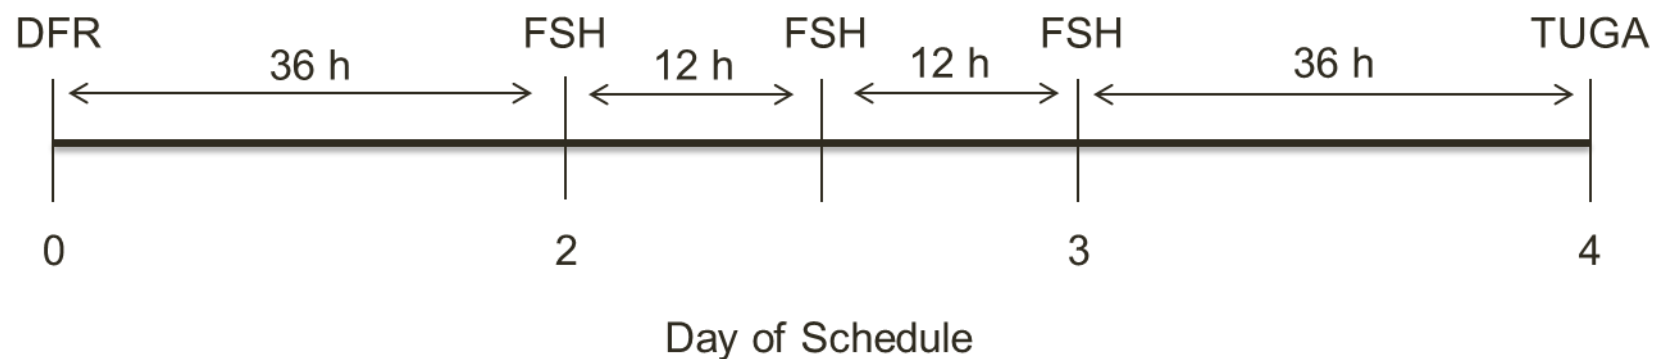 DFR FSH FSH FSH TUGA
36 h 12 h 12 h 36 h
0 2 3 4
Day of Schedule